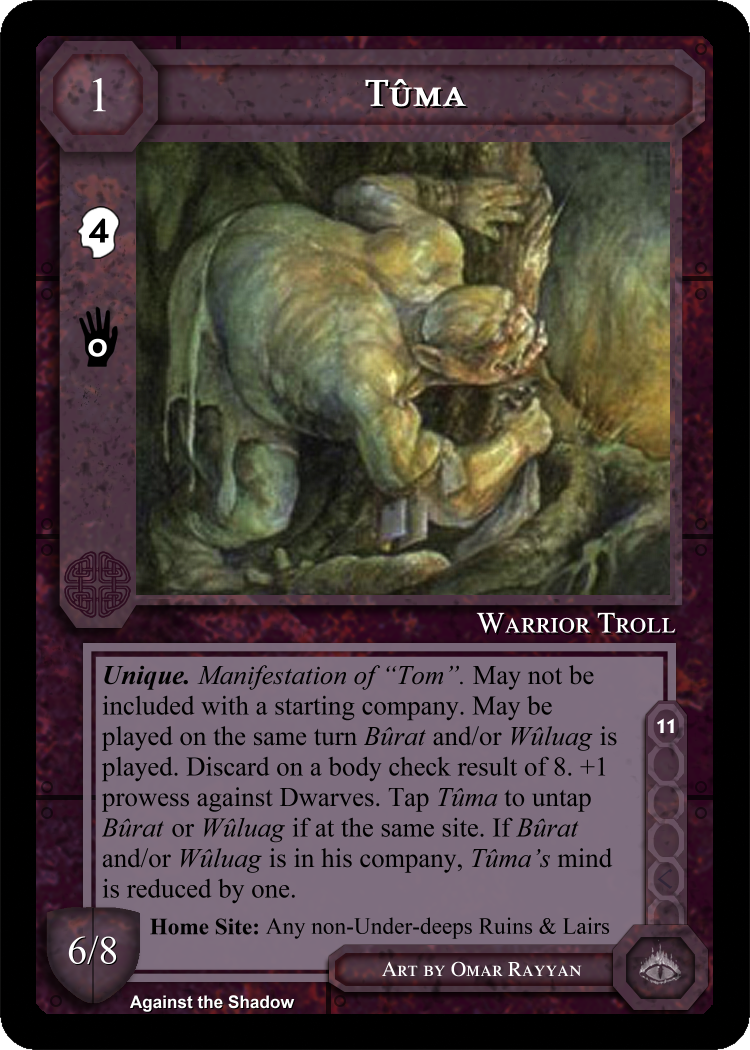 1
TÛMA
4
0
WARRIOR TROLL
Unique. Manifestation of “Tom”. May not be
included with a starting company. May be
played on the same turn Bûrat and/or Wûluag is
played. Discard on a body check result of 8. +1
prowess against Dwarves. Tap Tûma to untap
Bûrat or Wûluag if at the same site. If Bûrat
and/or Wûluag is in his company, Tûma’s mind
is reduced by one.
11
Home Site: Any non-Under-deeps Ruins & Lairs
6/8
ART BY OMAR RAYYAN
Against the Shadow